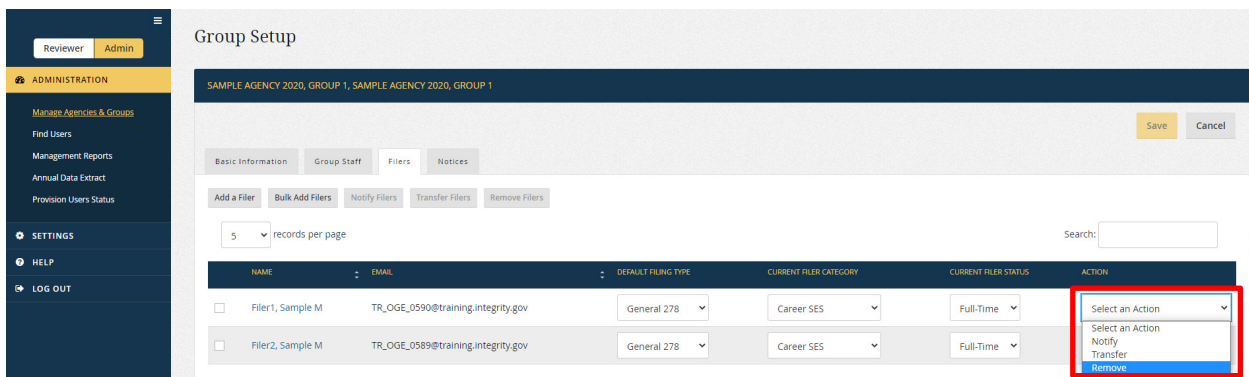 Reviewer Admin
ADMINISTRATION
Manage Agencies & Groups
Find Users
Management Reports
Annual Data Extract
Provision Users Status
SETTINGS
HELP
LOG OUT
Group Setup
SAMPLE AGENCY 2020, GROUP 1, SAMPLE AGENCY 2020, GROUP 1
Save Cancel
Basic Information Group Staff Filers Notices
Add a Filer Bulk Add Filers Notify Filers Transfer Filers Remove Filers
5 records per page Search:
NAME EMAIL DEFAULT FILING TYPE CURRENT FILER CATEGORY CURRENT FILER STATUS ACTION
Filer1, Sample M TR_OGE_0590@training.integrity.gov General 278 Career SES Full-Time Select an Action
Select an Action
Notify
Transfer
Remove
Filer2, Sample M TR_OGE_0589@training.integrity.gov General 278 Career SES Full-Time